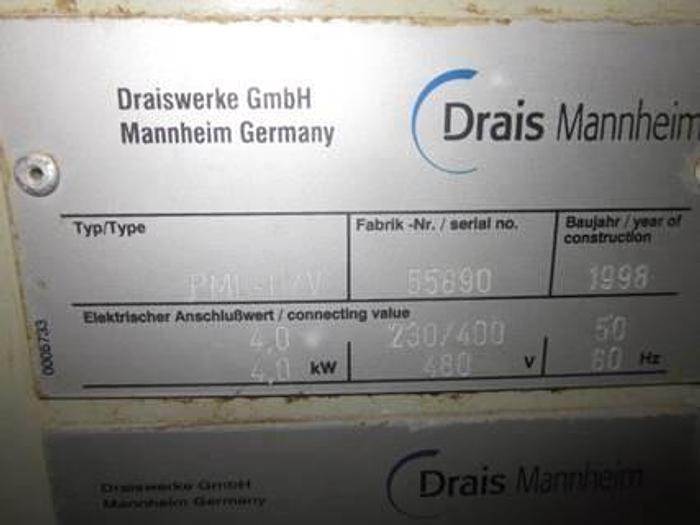 Draiswerke GmbH
Mannheim Germany
Drais Mannheim
Typ/Type
Fabrik -Nr. / serial no.
Baujahr / year of
construction
55890
1998
Elektrischer Anschlußwert / connecting value
4,0 230/400 50
4,0 kW 480 V 60 Hz
0005733
Draiswerke GmbH
Mannheim Germany
Drais Mannheim